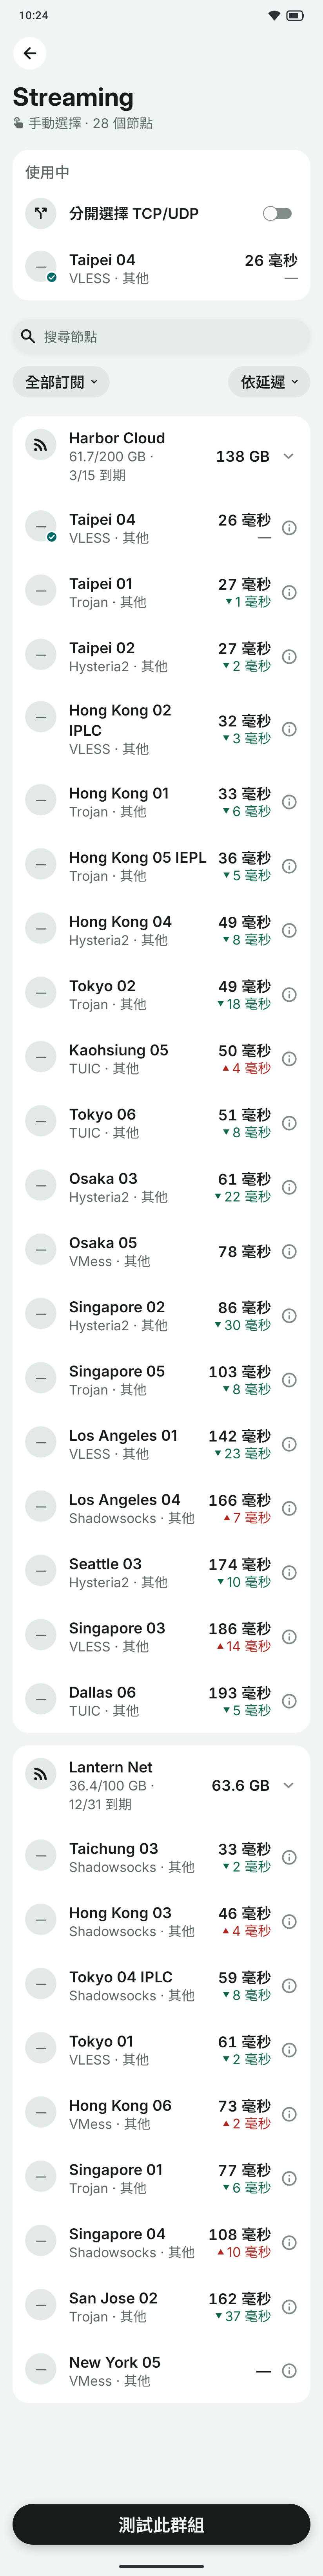 10:24
Streaming
手動選擇 · 28 個節點
使用中
分開選擇 TCP/UDP
Taipei 04
26 毫秒
VLESS · 其他
—
搜尋節點
全部訂閱
依延遲
Harbor Cloud
61.7/200 GB ·
3/15 到期
138 GB
Taipei 04
26 毫秒
VLESS · 其他
—
Taipei 01
27 毫秒
Trojan · 其他
▼1 毫秒
Taipei 02
27 毫秒
Hysteria2 · 其他
▼2 毫秒
Hong Kong 02
IPLC
32 毫秒
VLESS · 其他
▼3 毫秒
Hong Kong 01
33 毫秒
Trojan · 其他
▼6 毫秒
Hong Kong 05 IEPL
36 毫秒
Trojan · 其他
▼5 毫秒
Hong Kong 04
49 毫秒
Hysteria2 · 其他
▼8 毫秒
Tokyo 02
49 毫秒
Trojan · 其他
▼18 毫秒
Kaohsiung 05
50 毫秒
TUIC · 其他
▲4 毫秒
Tokyo 06
51 毫秒
TUIC · 其他
▼8 毫秒
Osaka 03
61 毫秒
Hysteria2 · 其他
▼22 毫秒
Osaka 05
78 毫秒
VMess · 其他
Singapore 02
86 毫秒
Hysteria2 · 其他
▼30 毫秒
Singapore 05
103 毫秒
Trojan · 其他
▼8 毫秒
Los Angeles 01
142 毫秒
VLESS · 其他
▼23 毫秒
Los Angeles 04
166 毫秒
Shadowsocks · 其他
▲7 毫秒
Seattle 03
174 毫秒
Hysteria2 · 其他
▼10 毫秒
Singapore 03
186 毫秒
VLESS · 其他
▲14 毫秒
Dallas 06
193 毫秒
TUIC · 其他
▼5 毫秒
Lantern Net
36.4/100 GB ·
12/31 到期
63.6 GB
Taichung 03
33 毫秒
Shadowsocks · 其他
▼2 毫秒
Hong Kong 03
46 毫秒
Shadowsocks · 其他
▲4 毫秒
Tokyo 04 IPLC
59 毫秒
Shadowsocks · 其他
▼8 毫秒
Tokyo 01
61 毫秒
VLESS · 其他
▼2 毫秒
Hong Kong 06
73 毫秒
VMess · 其他
▲2 毫秒
Singapore 01
77 毫秒
Trojan · 其他
▼6 毫秒
Singapore 04
108 毫秒
Shadowsocks · 其他
▲10 毫秒
San Jose 02
162 毫秒
Trojan · 其他
▼37 毫秒
New York 05
—
VMess · 其他
測試此群組